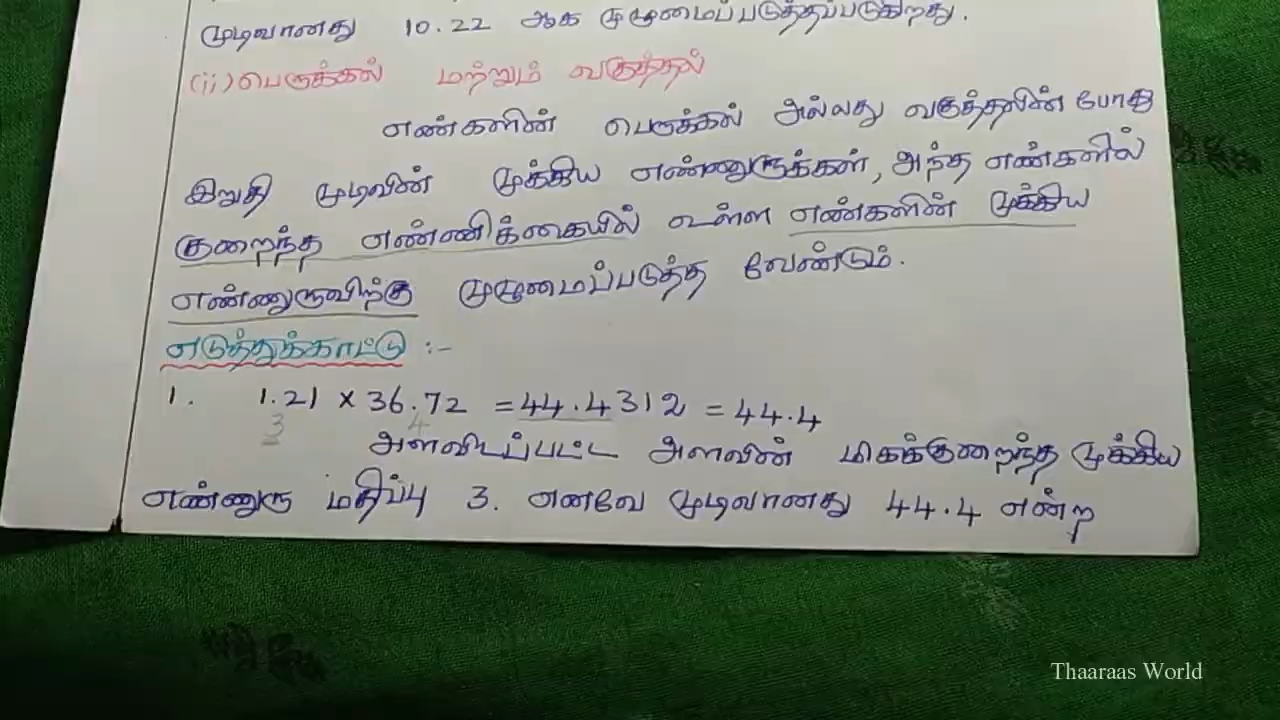 முடிவானது 10.22 ஆக முழுமைப்படுத்தப்படுகிறது.
(ii) பெருக்கல் மற்றும் வகுத்தல்
எண்களின் பெருக்கல் அல்லது வகுத்தலின் போது
இறுதி முடிவின் முக்கிய எண்ணுருக்கள், அந்த எண்களில்
குறைந்த எண்ணிக்கையில் உள்ள எண்களின் முக்கிய
எண்ணுருவிற்கு முழுமைப்படுத்த வேண்டும்.
எடுத்துக்காட்டு :-
1. 1.21 x 36.72 = 44.4312 = 44.4
3 4
அளவிடப்பட்ட அளவின் மிகக்குறைந்த முக்கிய
எண்ணுரு மதிப்பு 3. எனவே முடிவானது 44.4 என்ற
Thaaraas World